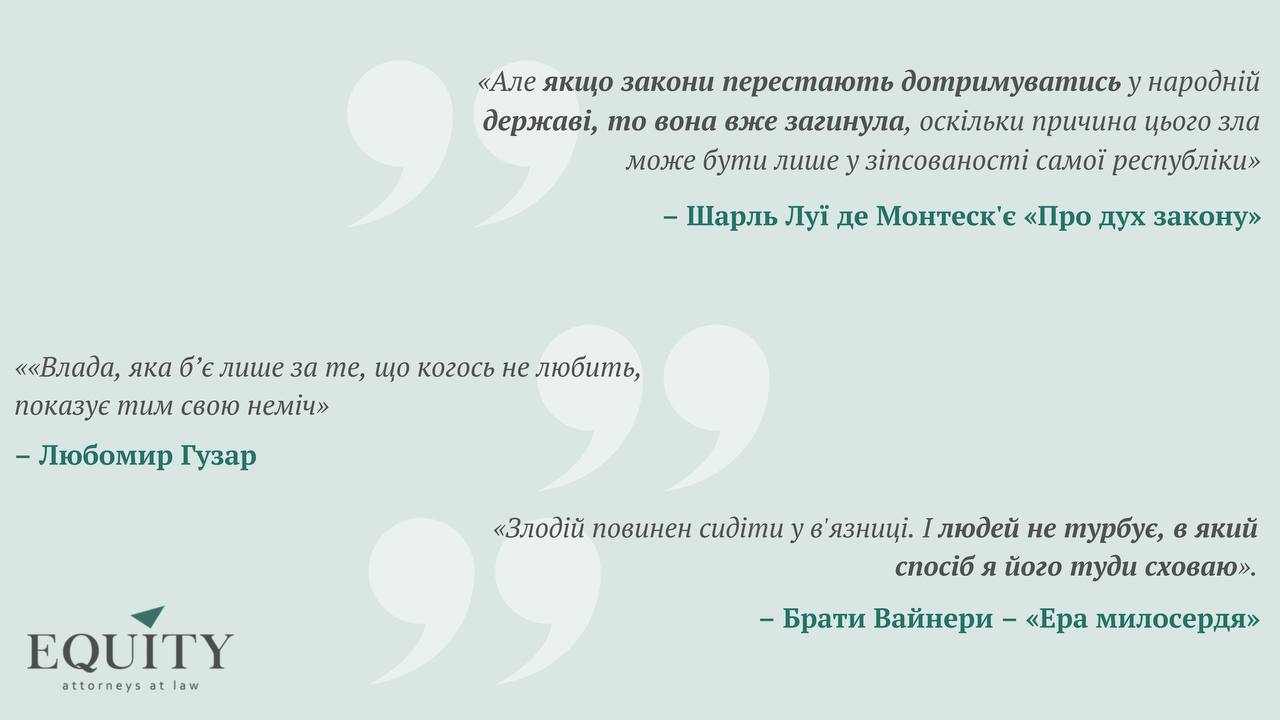 «Але якщо закони перестають дотримуватись у народній
державі, то вона вже загинула, оскільки причина цього зла
може бути лише у зіпсованості самої республіки»
– Шарль Луї де Монтеск'є «Про дух закону»
««Влада, яка б’є лише за те, що когось не любить,
показує тим свою неміч»
– Любомир Гузар
«Злодій повинен сидіти у в'язниці. І людей не турбує, в який
спосіб я його туди сховаю».
– Брати Вайнери – «Ера милосердя»
EQUITY
attorneys at law